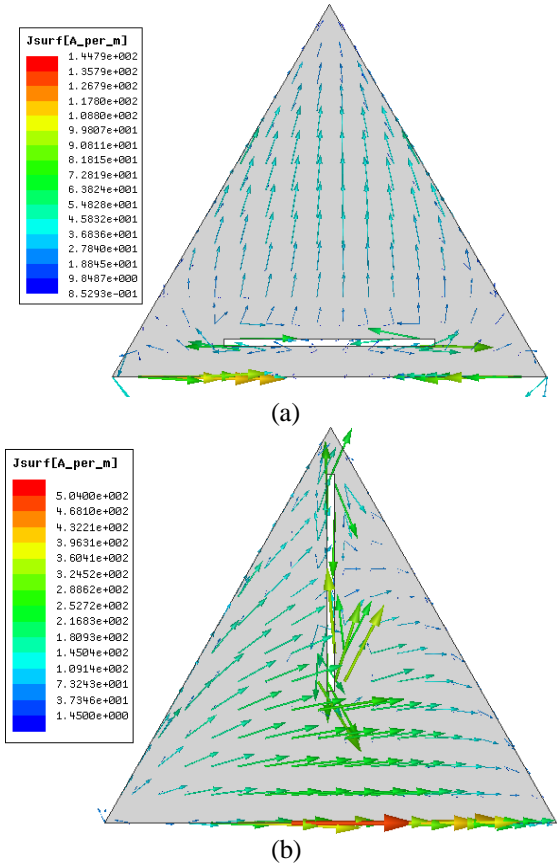 Jsurf[A_per_m]
1.4479e+002
1.3579e+002
1.2679e+002
1.1780e+002
1.0880e+002
9.9807e+001
9.0811e+001
8.1815e+001
7.2819e+001
6.3824e+001
5.4828e+001
4.5832e+001
3.6836e+001
2.7840e+001
1.8845e+001
9.8487e+000
8.5293e-001
(a)
Jsurf[A_per_m]
5.0400e+002
4.6810e+002
4.3221e+002
3.9631e+002
3.6041e+002
3.2452e+002
2.8862e+002
2.5272e+002
2.1683e+002
1.8093e+002
1.4504e+002
1.0914e+002
7.3243e+001
3.7346e+001
1.4500e+000
(b)